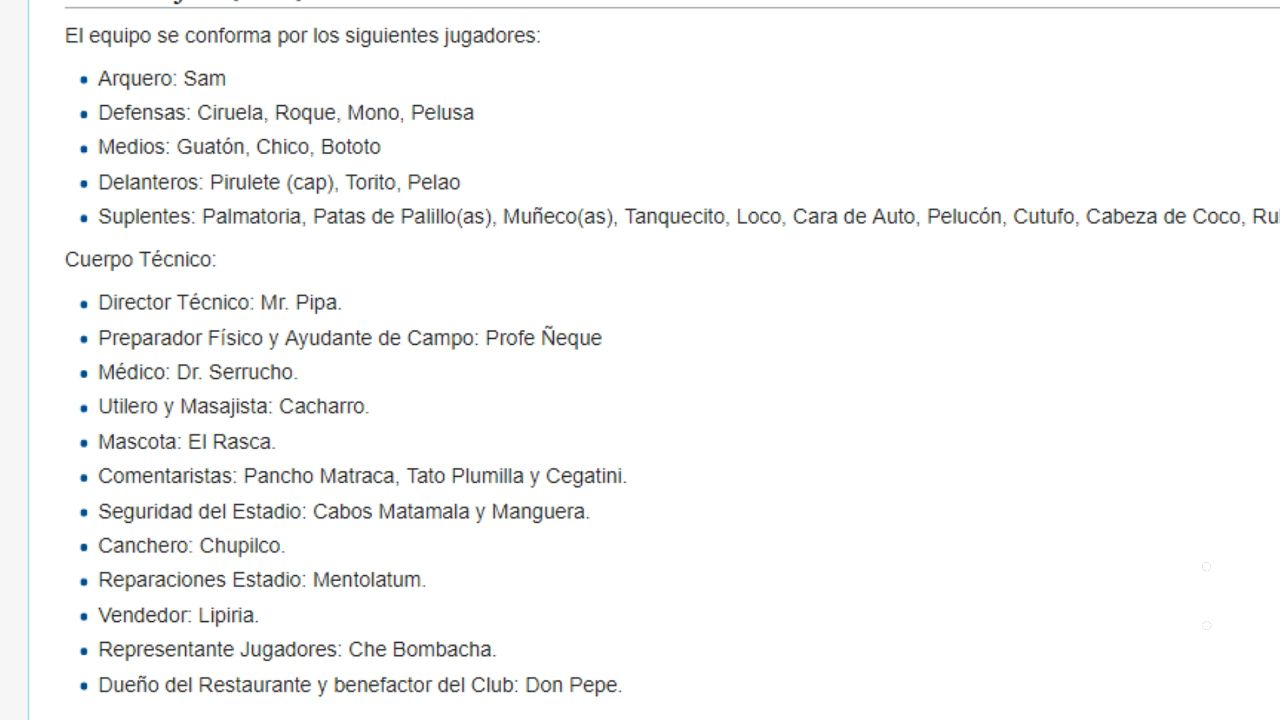 El equipo se conforma por los siguientes jugadores:
Arquero: Sam
Defensas: Ciruela, Roque, Mono, Pelusa
Medios: Guatón, Chico, Bototo
Delanteros: Pirulete (cap), Torito, Pelao
Suplentes: Palmatoria, Patas de Palillo(as), Muñeco(as), Tanquecito, Loco, Cara de Auto, Pelucón, Cutufo, Cabeza de Coco,
Cuerpo Técnico:
Director Técnico: Mr. Pipa.
Preparador Físico y Ayudante de Campo: Profe Ñeque
Médico: Dr. Serrucho.
Utilero y Masajista: Cacharro.
Mascota: El Rasca.
Comentaristas: Pancho Matraca, Tato Plumilla y Cegatini.
Seguridad del Estadio: Cabos Matamala y Manguera.
Canchero: Chupilco.
Reparaciones Estadio: Mentolatum.
Vendedor: Lipiria.
Representante Jugadores: Che Bombacha.
Dueño del Restaurante y benefactor del Club: Don Pepe.